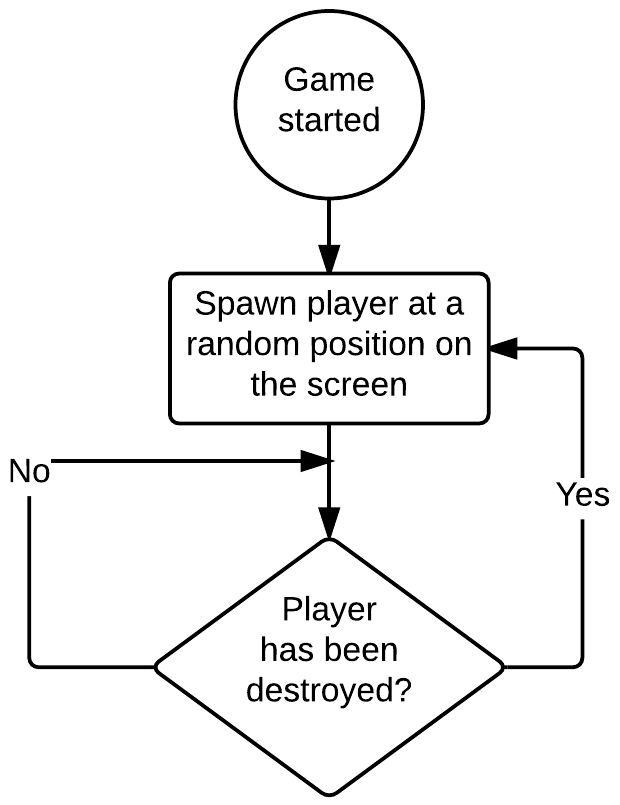 Game
started
Spawn player at a
random position on
the screen
No
Yes
Player
has been
destroyed?